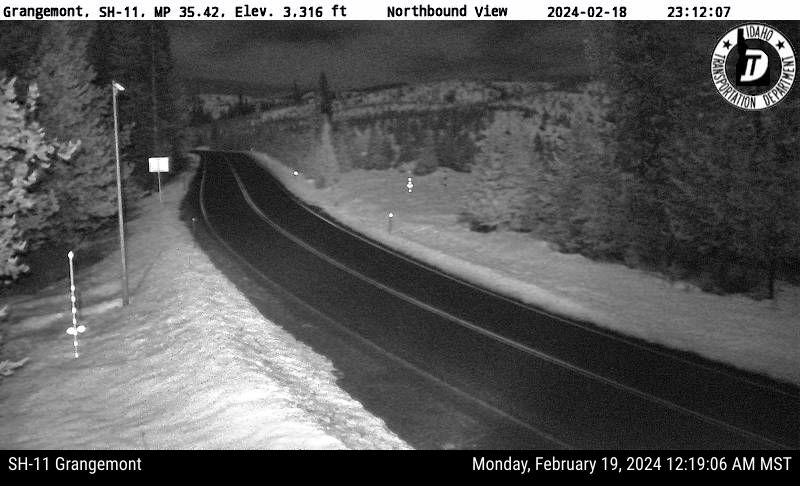 Grangemont, SH-11, MP 35.42, Elev. 3,316 ft Northbound View 2024-02-18 23:12:07
IDAHO
TRANSPORTATION DEPARTMENT
SH-11 Grangemont Monday, February 19, 2024 12:19:06 AM MST